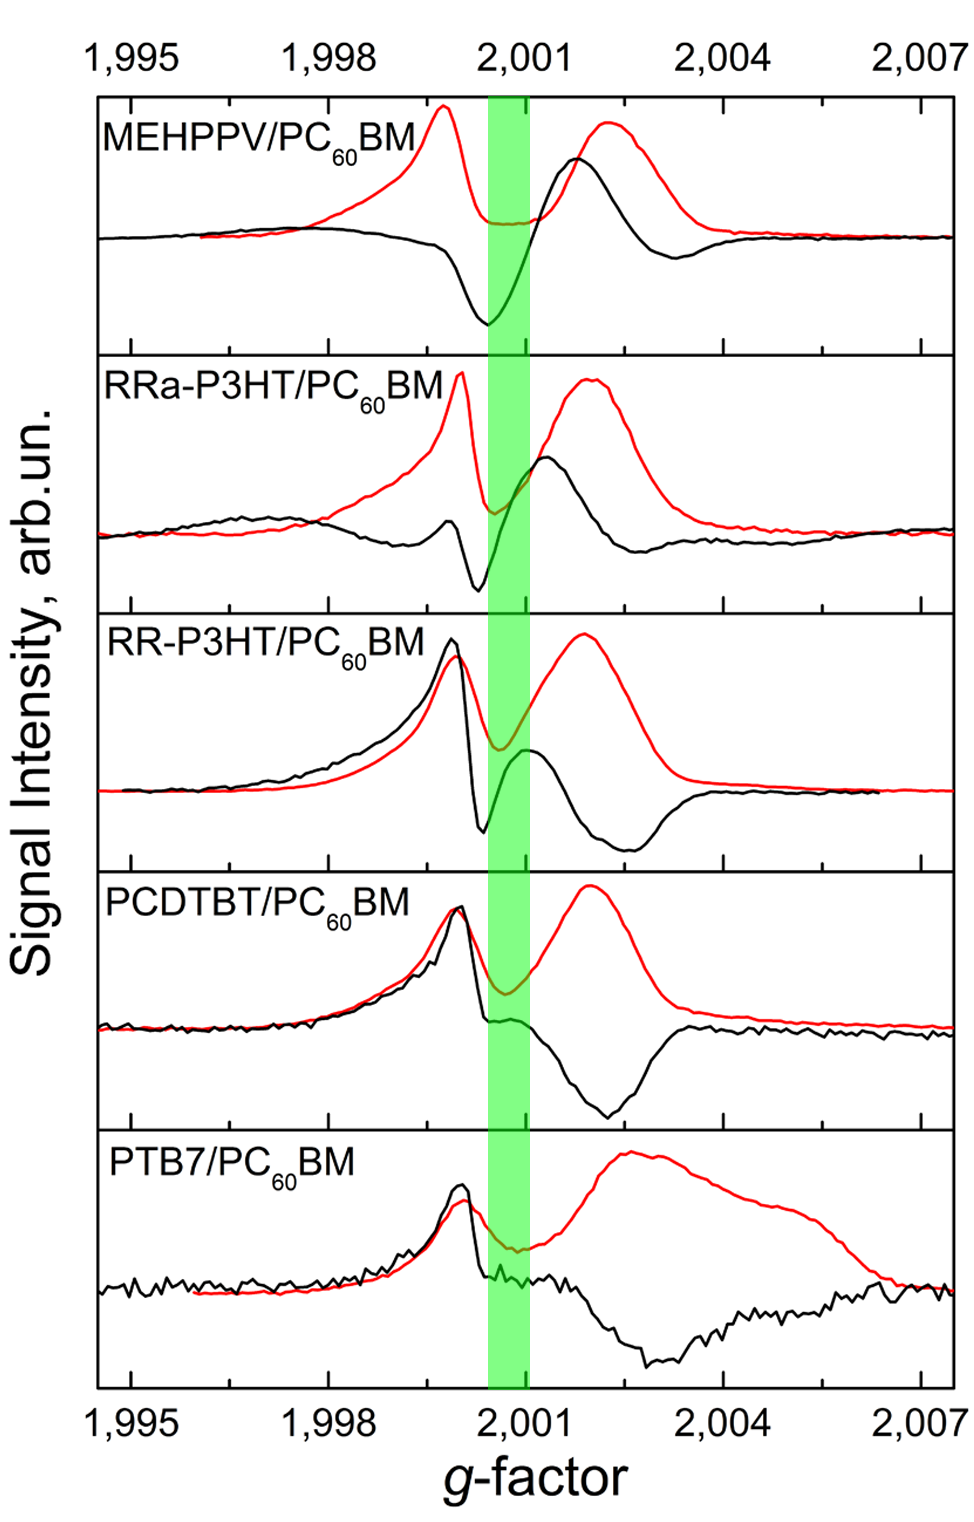 1,995 1,998 2,001 2,004 2,007
MEHPPV/PC60BM
RRa-P3HT/PC60BM
RR-P3HT/PC60BM
PCDTBT/PC60BM
PTB7/PC60BM
Signal Intensity, arb.un.
1,995 1,998 2,001 2,004 2,007
g-factor